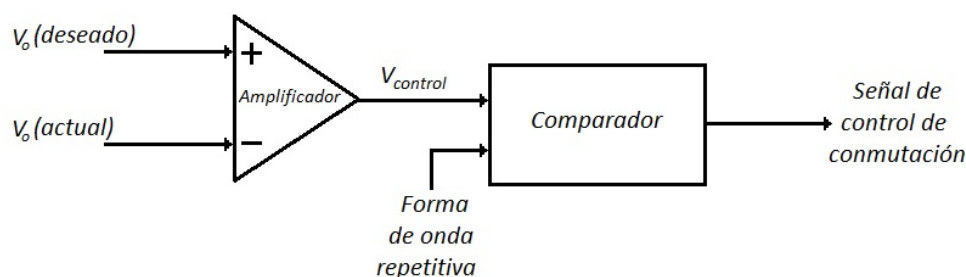 Vo (deseado)
+
Amplificador
Vo (actual)
−
Vcontrol
Comparador
Forma
de onda
repetitiva
Señal de
control de
conmutación